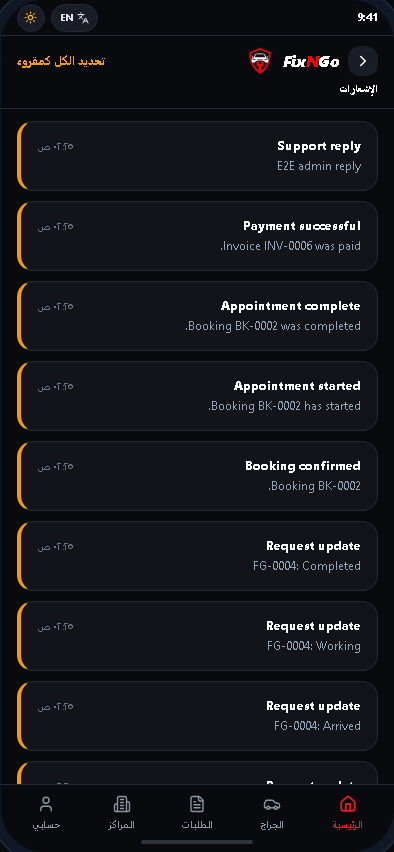 9:41
EN
FixNGo
تحديد الكل كمقروء
الإشعارات
Support reply
٠٢:٢٥ ص
E2E admin reply
Payment successful
٠٢:٢٥ ص
.Invoice INV-0006 was paid
Appointment complete
٠٢:٢٥ ص
.Booking BK-0002 was completed
Appointment started
٠٢:٢٥ ص
.Booking BK-0002 has started
Booking confirmed
٠٢:٢٥ ص
.Booking BK-0002
Request update
٠٢:٢٥ ص
FG-0004: Completed
Request update
٠٢:٢٥ ص
FG-0004: Working
Request update
٠٢:٢٥ ص
FG-0004: Arrived
الرئيسية
الجراج
الطلبات
المراكز
حسابي